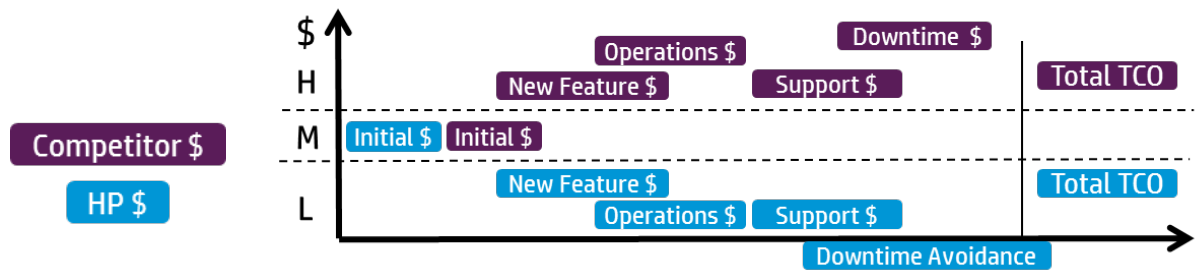 $
Downtime $
Operations $
H
New Feature $
Support $
Total TCO
Competitor $
M
Initial $
Initial $
HP $
L
New Feature $
Total TCO
Operations $
Support $
Downtime Avoidance